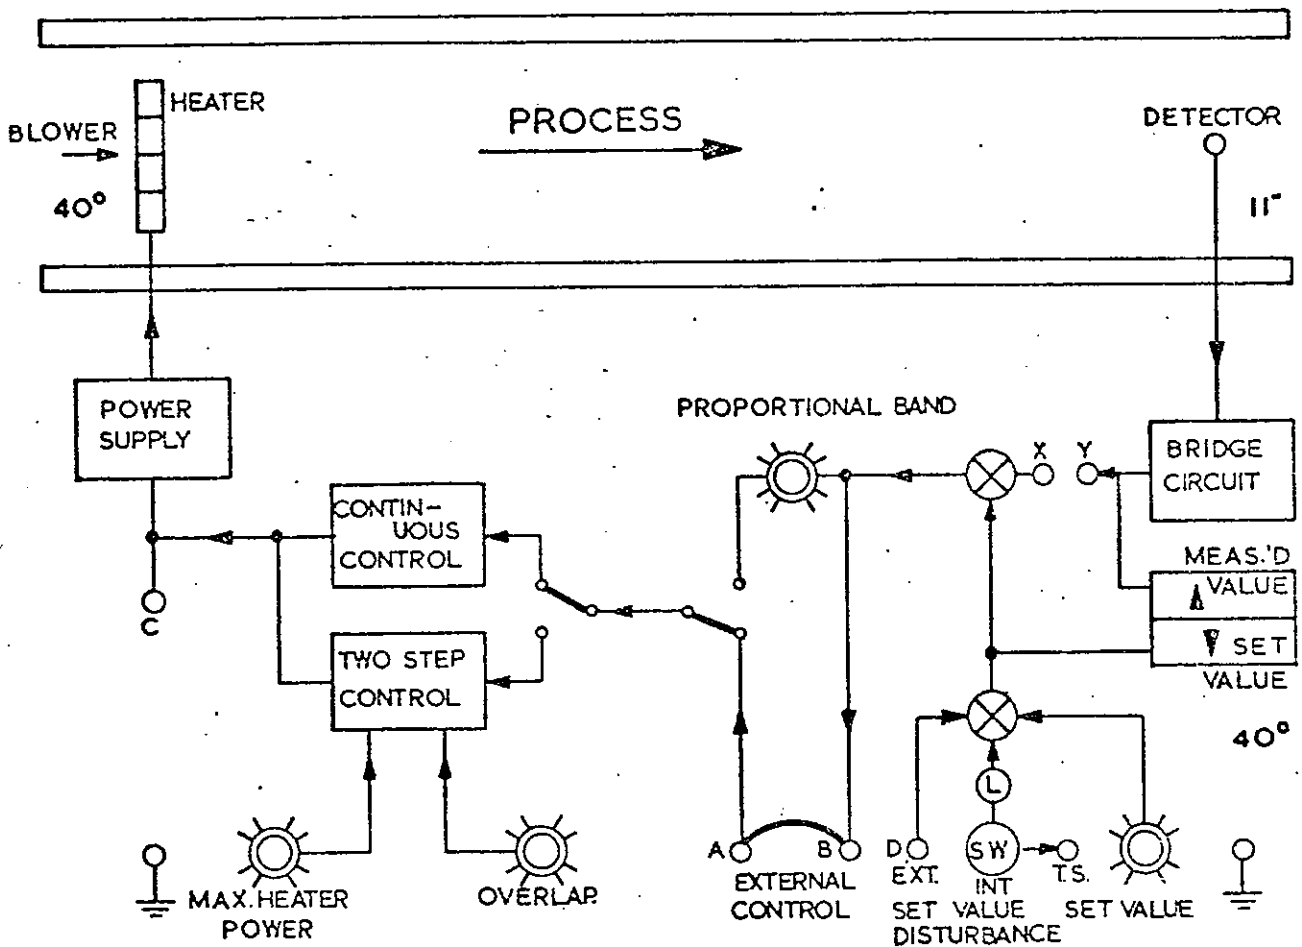 HEATER
BLOWER
PROCESS
DETECTOR
40°
11"
POWER
SUPPLY
PROPORTIONAL BAND
X
Y
BRIDGE
CIRCUIT
CONTIN-
UOUS
CONTROL
MEAS.'D
VALUE
C
TWO STEP
CONTROL
SET
VALUE
40°
L
A
B
D
SW
EXT.
INT
T.S.
MAX. HEATER
POWER
OVERLAP.
EXTERNAL
CONTROL
SET VALUE
DISTURBANCE
SET VALUE